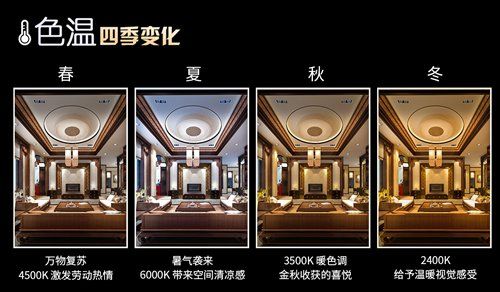 色温四季变化
春 夏 秋 冬
万物复苏
4500K 激发劳动热情
暑气袭来
6000K 带来空间清凉感
3500K 暖色调
金秋收获的喜悦
2400K
给予温暖视觉感受